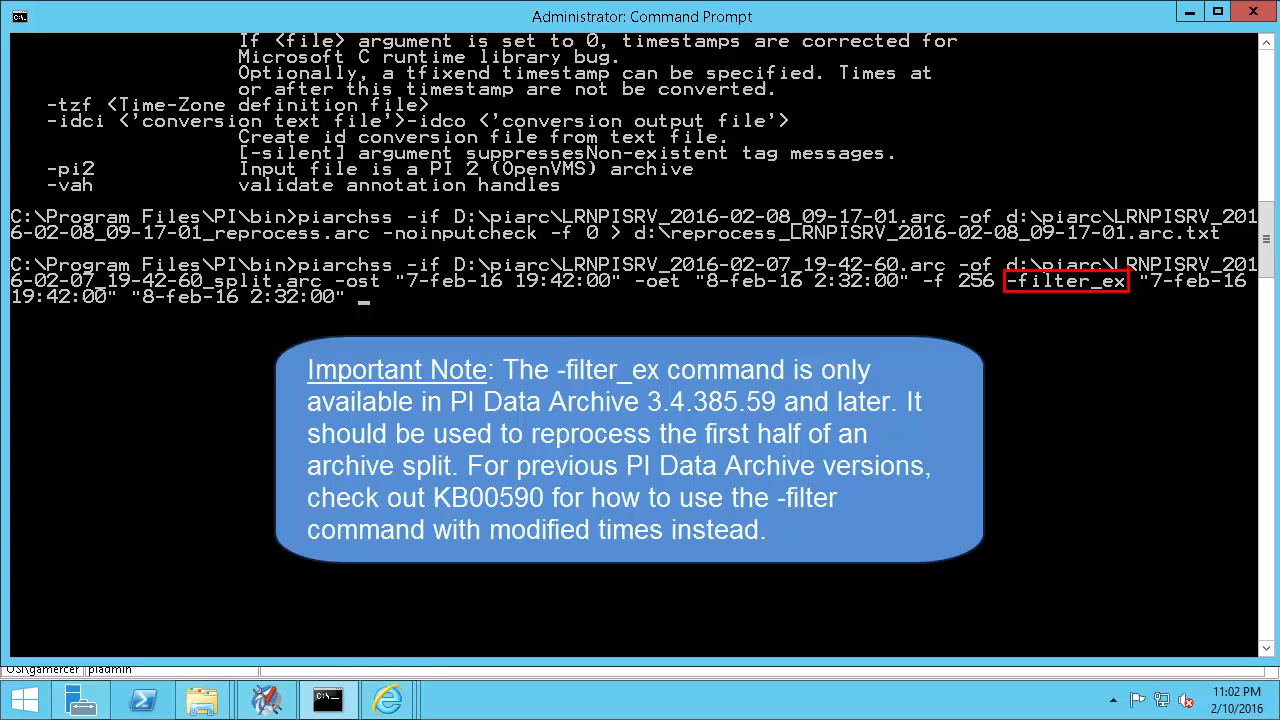 Administrator: Command Prompt
If <file> argument is set to 0, timestamps are corrected for
Microsoft C runtime library bug.
Optionally, a tfixend timestamp can be specified. Times at
or after this timestamp are not be converted.
-tzf <Time-Zone definition file>
-idci <'conversion text file'>-idco <'conversion output file'>
Create id conversion file from text file.
[-silent] argument suppressesNon-existent tag messages.
-pi2 Input file is a PI 2 (OpenVMS) archive
-vah validate annotation handles
C:\Program Files\PI\bin>piarchss -if D:\piarc\LRNPISRV_2016-02-08_09-17-01.arc -of d:\piarc\LRNPISRV_201
6-02-08_09-17-01_reprocess.arc -noinputcheck -f 0 > d:\reprocess_LRNPISRV_2016-02-08_09-17-01.arc.txt
C:\Program Files\PI\bin>piarchss -if D:\piarc\LRNPISRV_2016-02-07_19-42-60.arc -of d:\piarc\LRNPISRV_201
6-02-07_19-42-60_split.arc -ost "7-feb-16 19:42:00" -oet "8-feb-16 2:32:00" -f 256 -filter_ex "7-feb-16
19:42:00" "8-feb-16 2:32:00" _
Important Note: The -filter_ex command is only
available in PI Data Archive 3.4.385.59 and later. It
should be used to reprocess the first half of an
archive split. For previous PI Data Archive versions,
check out KB00590 for how to use the -filter
command with modified times instead.
OSI\gamercer piadmin
11:02 PM
2/10/2016